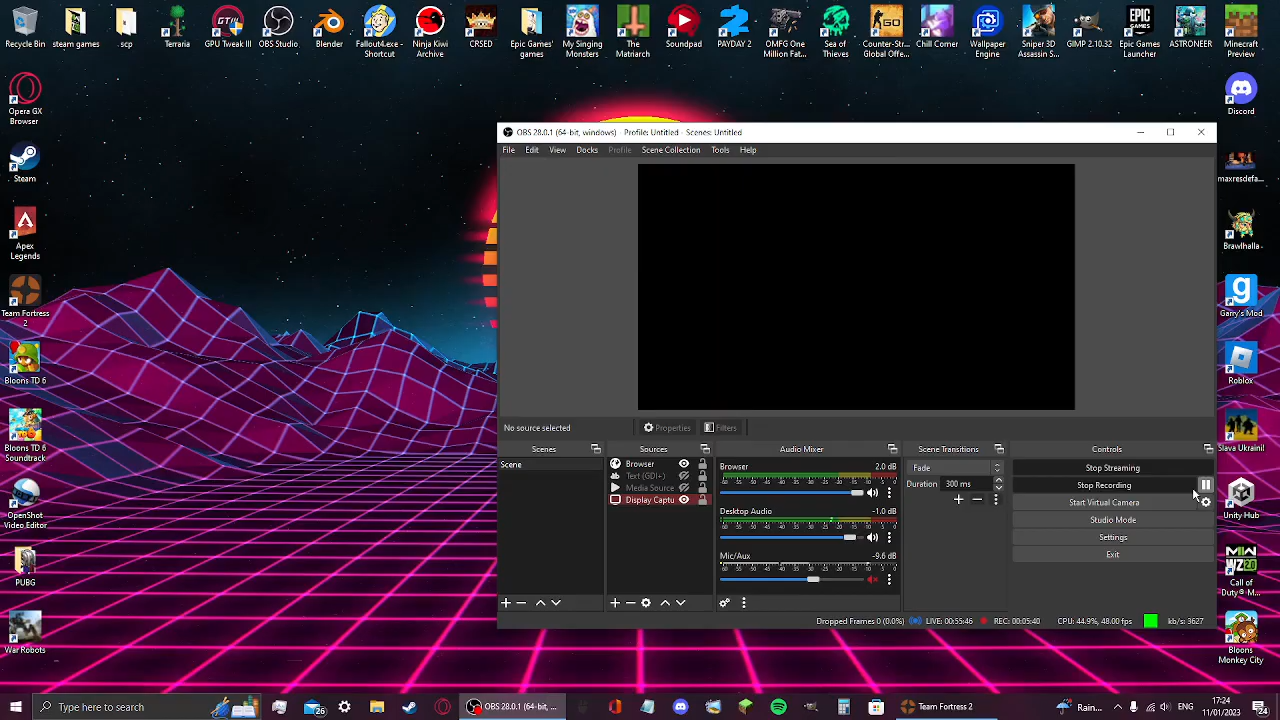 Recycle Bin
steam games
scp
Terraria
GPU Tweak III
OBS Studio
Blender
Fallout4.exe - Shortcut
Ninja Kiwi Archive
CRSED
Epic Games games
My Singing Monsters
The Matriarch
Soundpad
PAYDAY 2
OMFG One Million Fat...
Sea of Thieves
Counter-Str... Global Offe...
Chill Corner
Wallpaper Engine
Sniper 3D Assassin S...
GIMP 2.10.32
Epic Games Launcher
ASTRONEER
Minecraft Preview
Opera GX Browser
Steam
Apex Legends
Team Fortress 2
Bloons TD 6
Bloons TD 6 Soundtrack
OpenShot Video Editor
PUBG
War Robots
Discord
maxresdefa...
Brawlhalla -
Garry's Mod
Roblox
Slava Ukraini!
Unity Hub
Call of Duty® M...
Bloons Monkey City
OBS 28.0.1 (64-bit, windows) - Profile: Untitled - Scenes: Untitled
File Edit View Docks Profile Scene Collection Tools Help
No source selected
Properties
Filters
Scenes
Scene
Sources
Browser
Text (GDI+)
Media Source
Display Captu
Audio Mixer
Browser 2.0 dB
Desktop Audio -1.0 dB
Mic/Aux -9.6 dB
Scene Transitions
Fade
Duration 300 ms
Controls
Stop Streaming
Stop Recording
Start Virtual Camera
Studio Mode
Settings
Exit
Dropped Frames 0 (0.0%) LIVE: 00:55:46 REC: 00:05:40 CPU: 44.9%, 48.00 fps kb/s: 3627
Type here to search
26
OBS 28.0.1 (64-bit, ...
Team Fortress 2
Rain...
ENG
17:24
11/01/2023